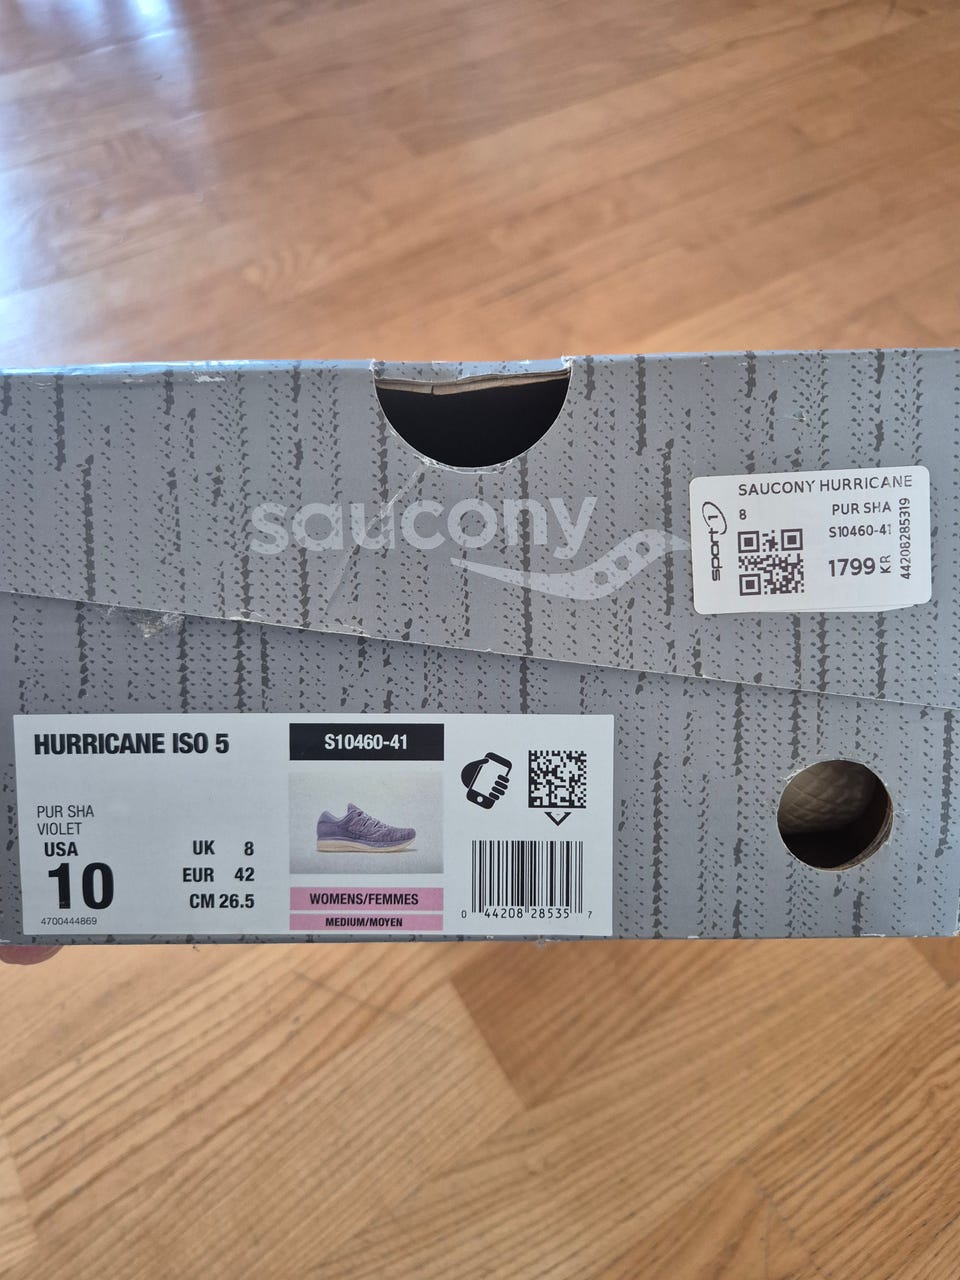 saucony
SAUCONY HURRICANE
8 PUR SHA
S10460-41
1799 KR
sport1
44208285319
HURRICANE ISO 5
S10460-41
PUR SHA
VIOLET
USA
10
UK 8
EUR 42
CM 26.5
4700444869
WOMENS/FEMMES
MEDIUM/MOYEN
0 44208 28535 7